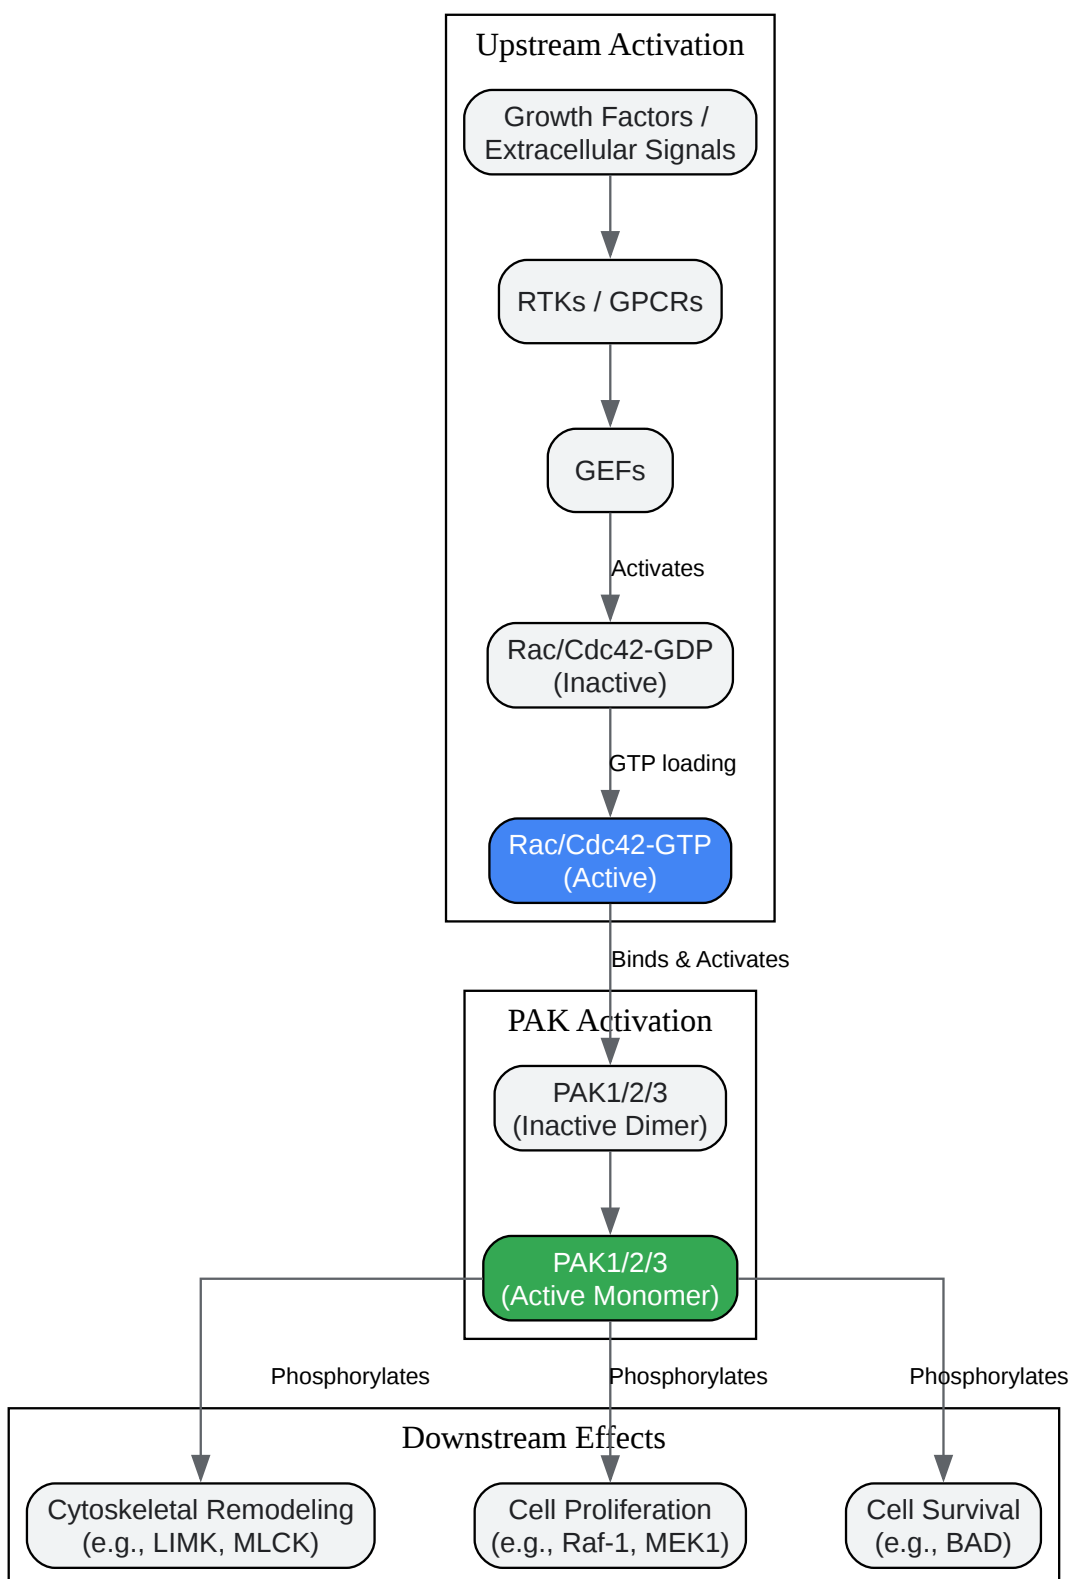 Upstream Activation
Growth Factors /
Extracellular Signals
RTKs / GPCRs
GEFs
Activates
Rac/Cdc42-GDP
(Inactive)
GTP loading
Rac/Cdc42-GTP
(Active)
Binds & Activates
PAK Activation
PAK1/2/3
(Inactive Dimer)
PAK1/2/3
(Active Monomer)
Phosphorylates
Phosphorylates
Phosphorylates
Downstream Effects
Cytoskeletal Remodeling
(e.g., LIMK, MLCK)
Cell Proliferation
(e.g., Raf-1, MEK1)
Cell Survival
(e.g., BAD)